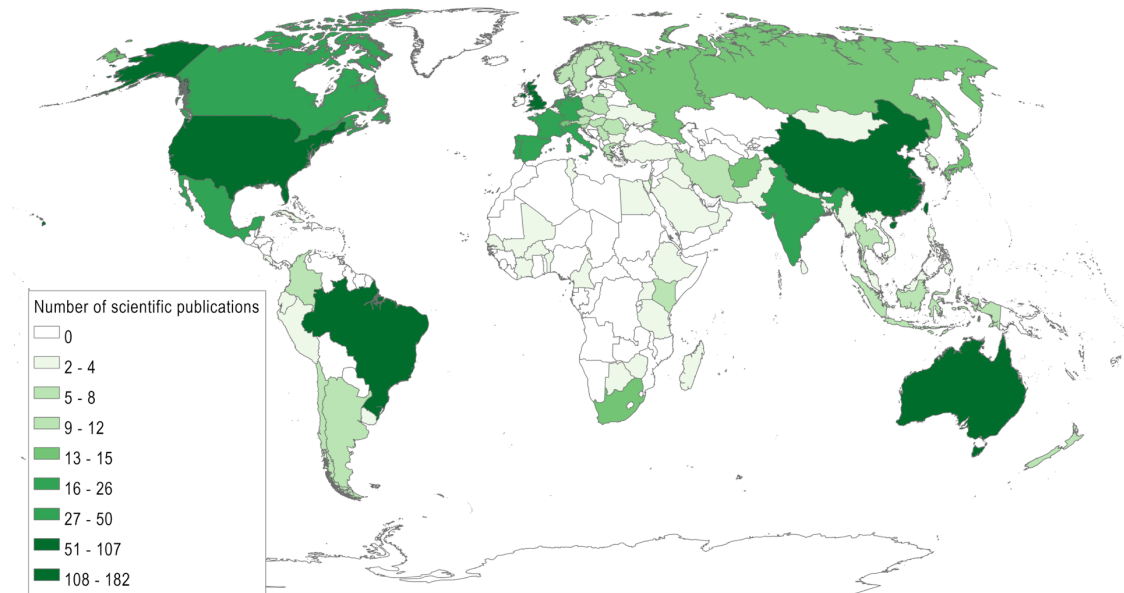 Number of scientific publications
0
2 - 4
5 - 8
9 - 12
13 - 15
16 - 26
27 - 50
51 - 107
108 - 182